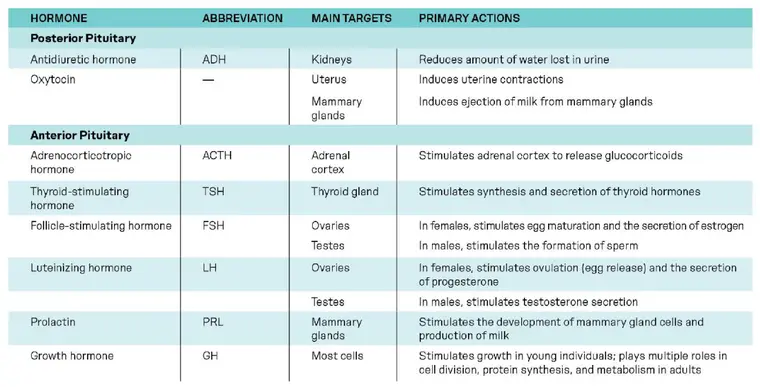 HORMONE ABBREVIATION MAIN TARGETS PRIMARY ACTIONS
Posterior Pituitary
Antidiuretic hormone ADH Kidneys Reduces amount of water lost in urine
Oxytocin — Uterus Induces uterine contractions
Mammary Induces ejection of milk from mammary glands
glands
Anterior Pituitary
Adrenocorticotropic ACTH Adrenal Stimulates adrenal cortex to release glucocorticoids
hormone cortex
Thyroid-stimulating TSH Thyroid gland Stimulates synthesis and secretion of thyroid hormones
hormone
Follicle-stimulating hormone FSH Ovaries In females, stimulates egg maturation and the secretion of estrogen
Testes In males, stimulates the formation of sperm
Luteinizing hormone LH Ovaries In females, stimulates ovulation (egg release) and the secretion
of progesterone
Testes In males, stimulates testosterone secretion
Prolactin PRL Mammary Stimulates the development of mammary gland cells and
glands production of milk
Growth hormone GH Most cells Stimulates growth in young individuals; plays multiple roles in
cell division, protein synthesis, and metabolism in adults